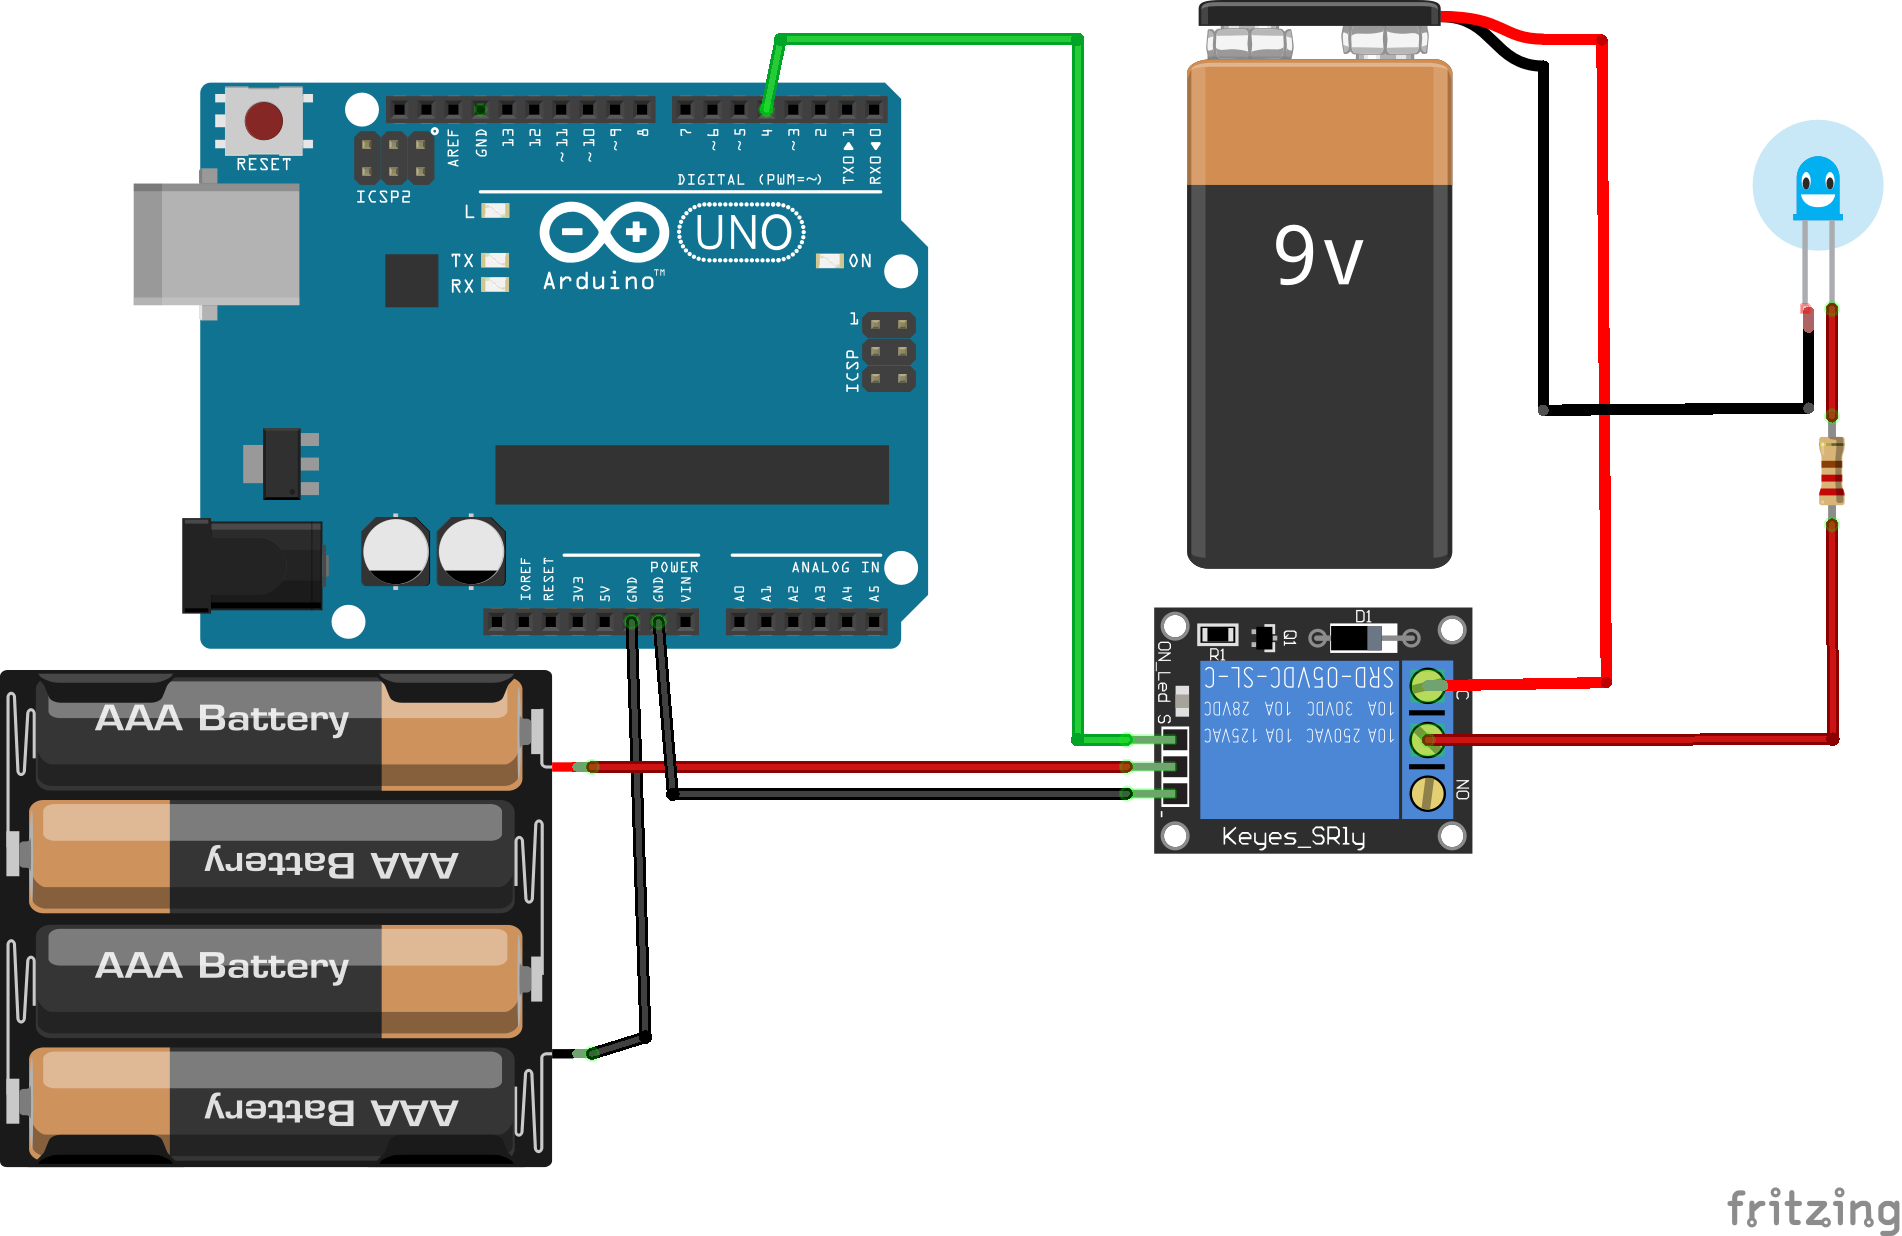 RESET
ICSP2
AREF
GND
13
12
~11
~10
~9
8
7
~6
~5
4
~3
2
TX0▶1
RX0◀0
DIGITAL (PWM=~)
L
TX
RX
UNO
Arduino™
ON
1
ICSP
IOREF
RESET
3V3
5V
GND
GND
VIN
POWER
A0
A1
A2
A3
A4
A5
ANALOG IN
9v
AAA Battery
AAA Battery
AAA Battery
AAA Battery
R1
Q1
D1
ON_Led
S
-
SRD-05VDC-SL-C
10A 30VDC 10A 28VDC
10A 250VAC 10A 125VAC
C
NO
Keyes_SRly
fritzing